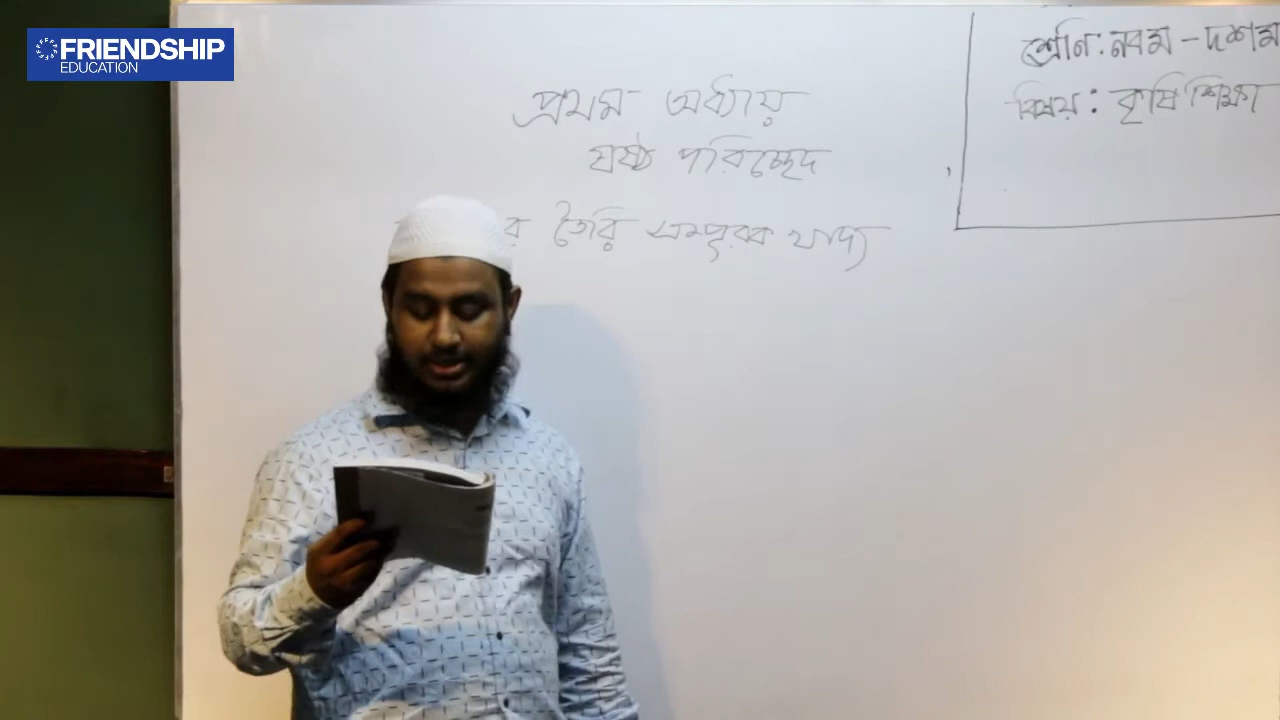 FRIENDSHIP
EDUCATION
শ্রেণি: নবম - দশম
বিষয়: কৃষি শিক্ষা
প্রথম অধ্যায়
ষষ্ঠ পরিচ্ছেদ
র তৈরি সম্পূরক খাদ্য